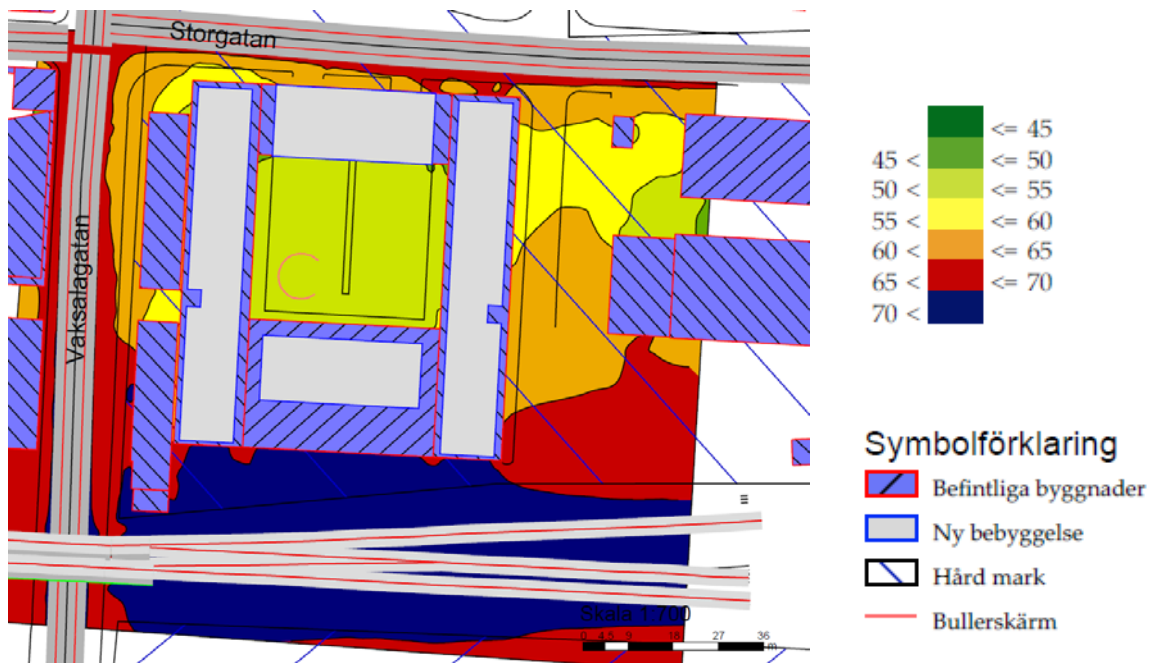 Storgatan
Vaksalagatan
<= 45
45 < <= 50
50 < <= 55
55 < <= 60
60 < <= 65
65 < <= 70
70 <
Symbolförklaring
Befintliga byggnader
Ny bebyggelse
Hård mark
Bullerskärm
Skala 1:700
0 4.5 9 18 27 36
m